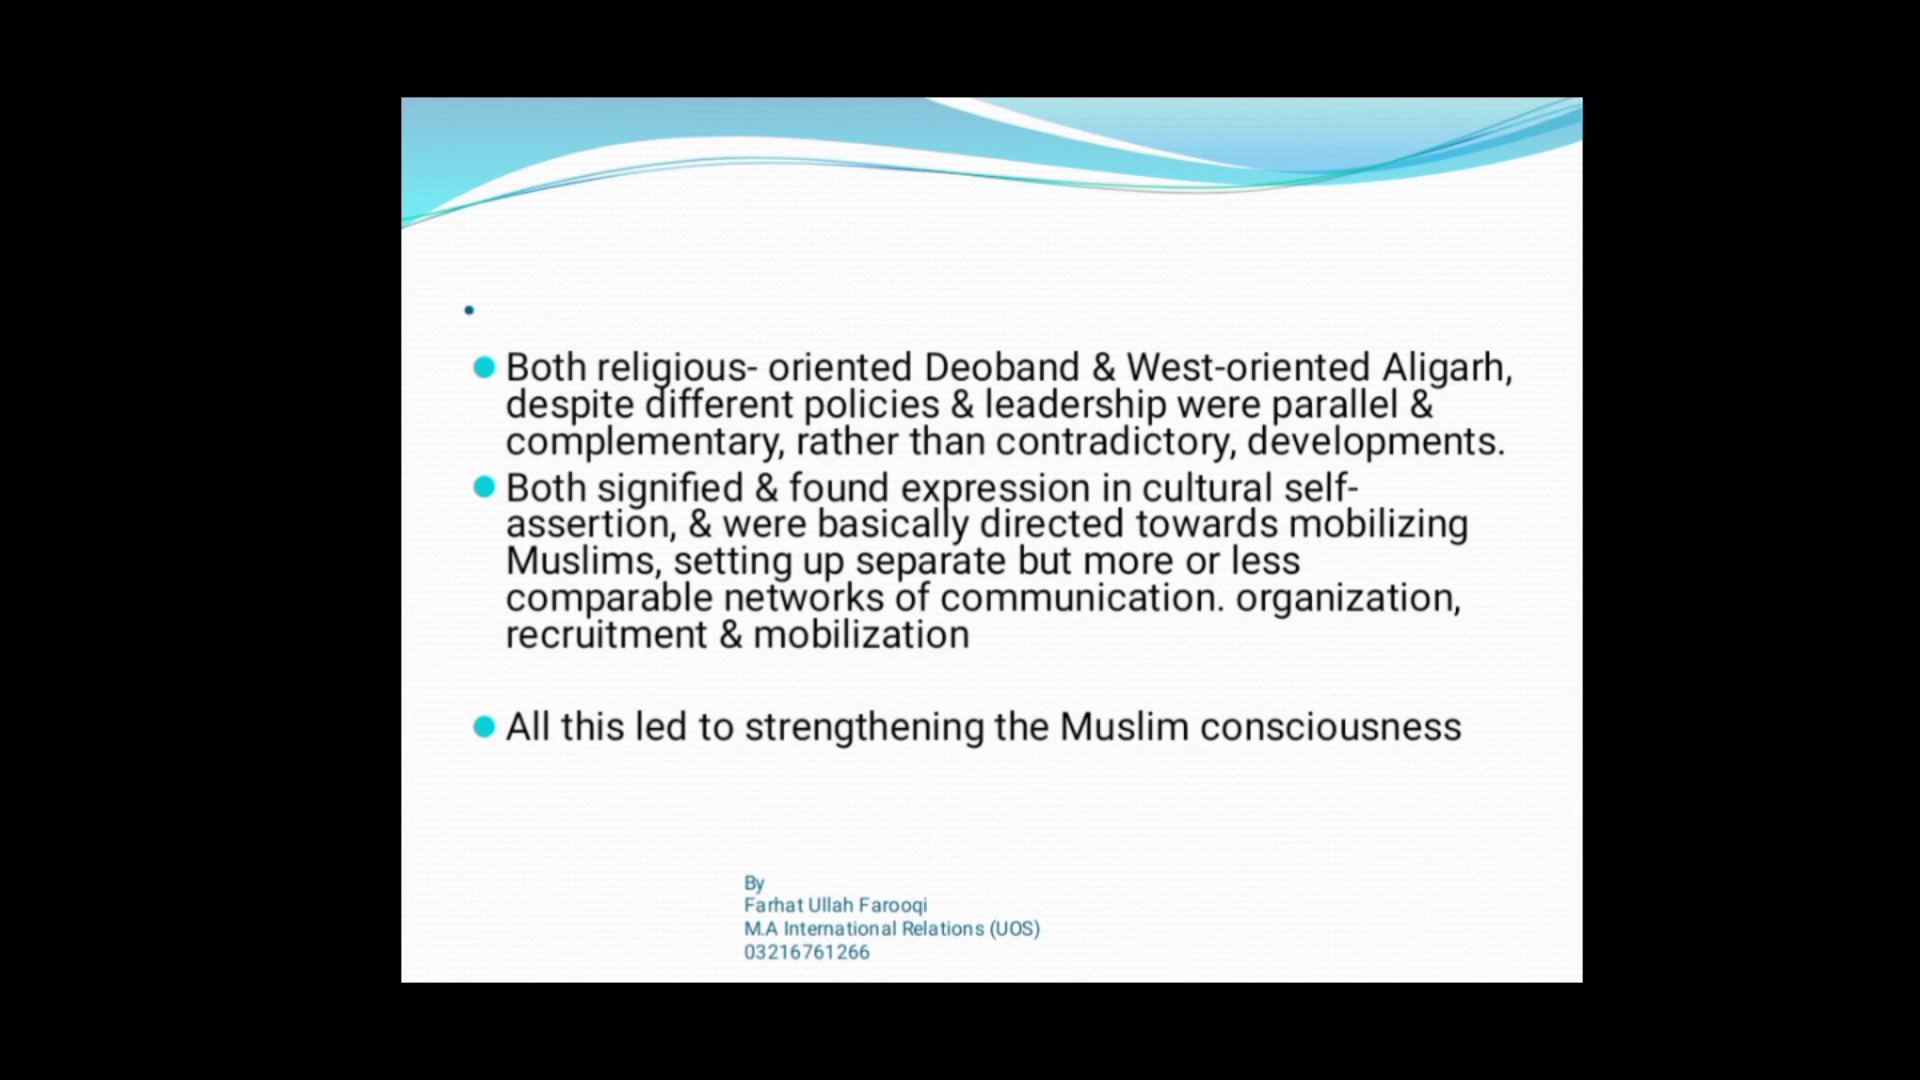 Both religious- oriented Deoband & West-oriented Aligarh,
despite different policies & leadership were parallel &
complementary, rather than contradictory, developments.
Both signified & found expression in cultural self-
assertion, & were basically directed towards mobilizing
Muslims, setting up separate but more or less
comparable networks of communication. organization,
recruitment & mobilization
All this led to strengthening the Muslim consciousness
By
Farhat Ullah Farooqi
M.A International Relations (UOS)
03216761266